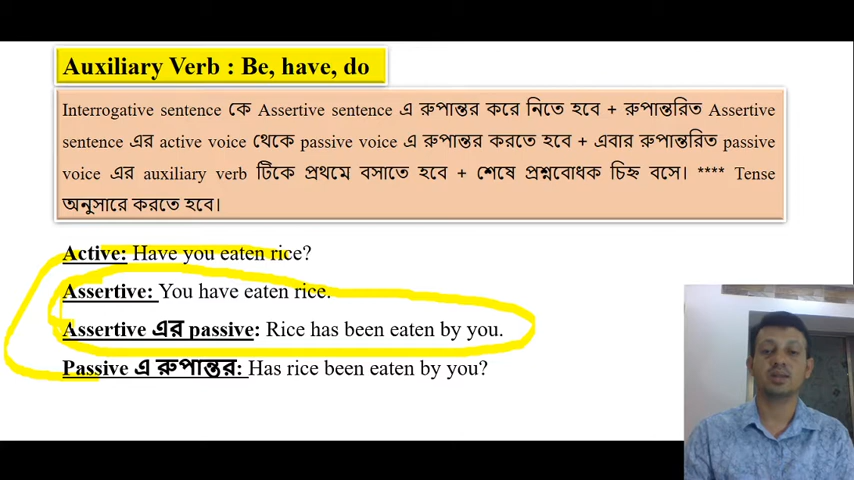 Auxiliary Verb : Be, have, do
Interrogative sentence কে Assertive sentence এ রুপান্তর করে নিতে হবে + রুপান্তরিত Assertive
sentence এর active voice থেকে passive voice এ রুপান্তর করতে হবে + এবার রুপান্তরিত passive
voice এর auxiliary verb টিকে প্রথমে বসাতে হবে + শেষে প্রশ্নবোধক চিহ্ন বসে। **** Tense
অনুসারে করতে হবে।
Active: Have you eaten rice?
Assertive: You have eaten rice.
Assertive এর passive: Rice has been eaten by you.
Passive এ রুপান্তর: Has rice been eaten by you?